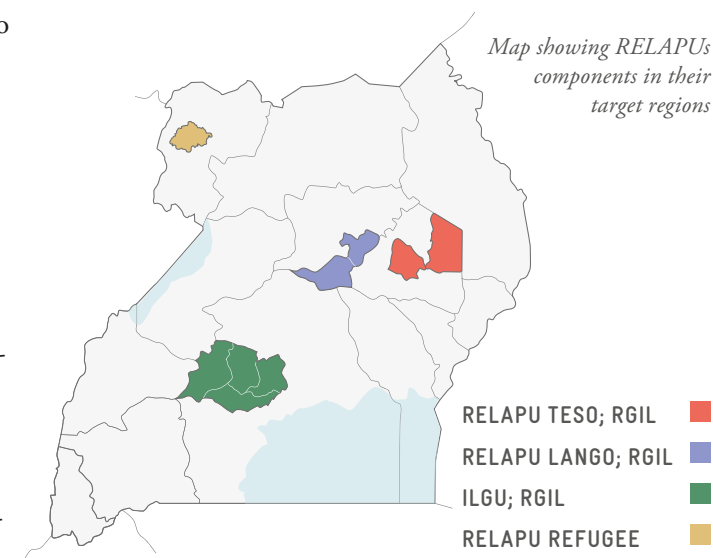 o
Map showing RELAPUs
components in their
target regions
RELAPU TESO; RGIL
RELAPU LANGO; RGIL
ILGU; RGIL
RELAPU REFUGEE